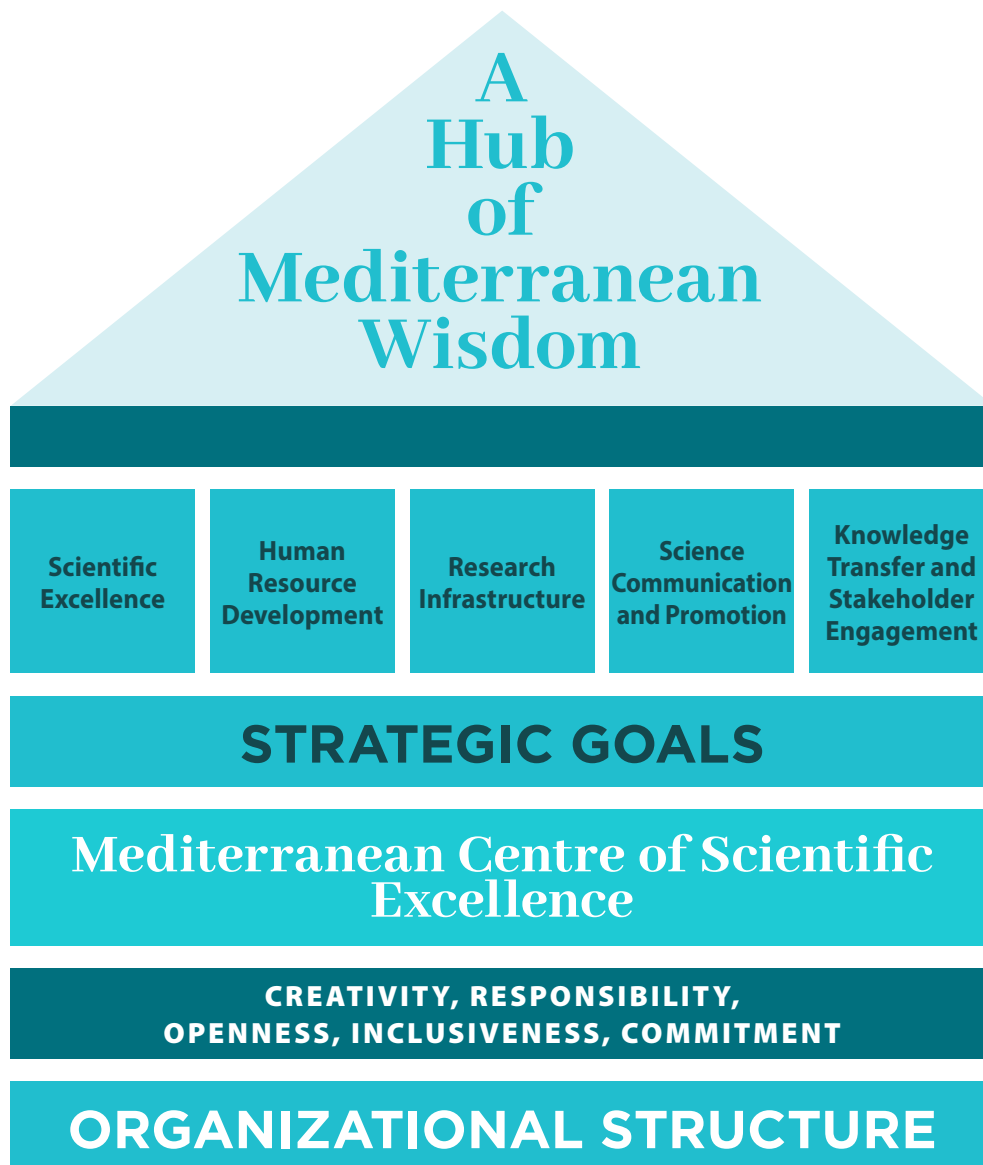 A
Hub
of
Mediterranean
Wisdom
Scientific
Excellence
Human
Resource
Development
Research
Infrastructure
Science
Communication
and Promotion
Knowledge
Transfer and
Stakeholder
Engagement
STRATEGIC GOALS
Mediterranean Centre of Scientific
Excellence
CREATIVITY, RESPONSIBILITY,
OPENNESS, INCLUSIVENESS, COMMITMENT
ORGANIZATIONAL STRUCTURE